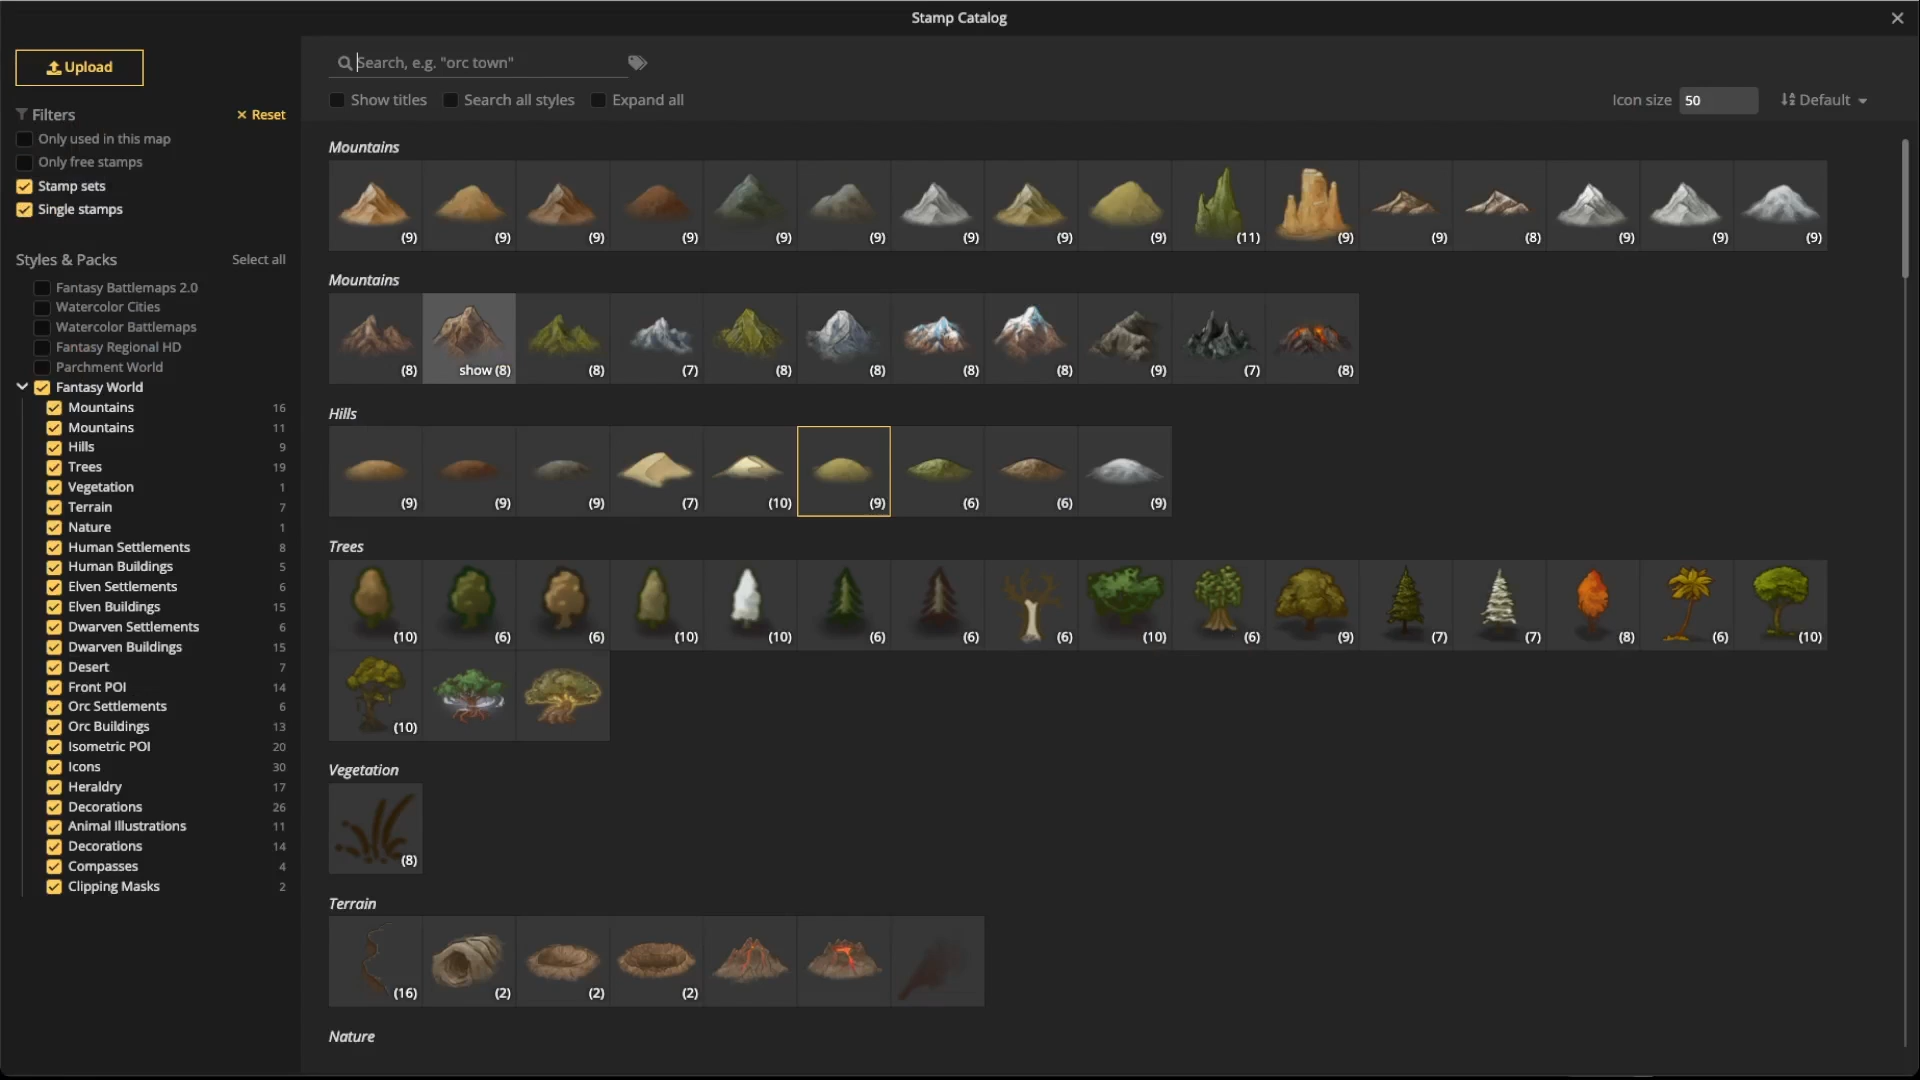 Stamp Catalog
Upload
Search, e.g. "orc town"
Show titles
Search all styles
Expand all
Icon size 50
Default
Filters
Reset
Only used in this map
Only free stamps
Stamp sets
Single stamps
Styles & Packs
Select all
Fantasy Battlemaps 2.0
Watercolor Cities
Watercolor Battlemaps
Fantasy Regional HD
Parchment World
Fantasy World
Mountains 16
Mountains 11
Hills 9
Trees 19
Vegetation 1
Terrain 7
Nature 1
Human Settlements 8
Human Buildings 5
Elven Settlements 6
Elven Buildings 15
Dwarven Settlements 6
Dwarven Buildings 15
Desert 7
Front POI 14
Orc Settlements 6
Orc Buildings 13
Isometric POI 20
Icons 30
Heraldry 17
Decorations 26
Animal Illustrations 11
Decorations 14
Compasses 4
Clipping Masks 2
Mountains
(9) (9) (9) (9) (9) (9) (9) (9) (9) (11) (9) (9) (8) (9) (9) (9)
Mountains
(8) show (8) (8) (7) (8) (8) (8) (8) (9) (7) (8)
Hills
(9) (9) (9) (7) (10) (9) (6) (6) (9)
Trees
(10) (6) (6) (10) (10) (6) (6) (6) (10) (6) (9) (7) (7) (8) (6) (10)
(10)
Vegetation
(8)
Terrain
(16) (2) (2) (2)
Nature